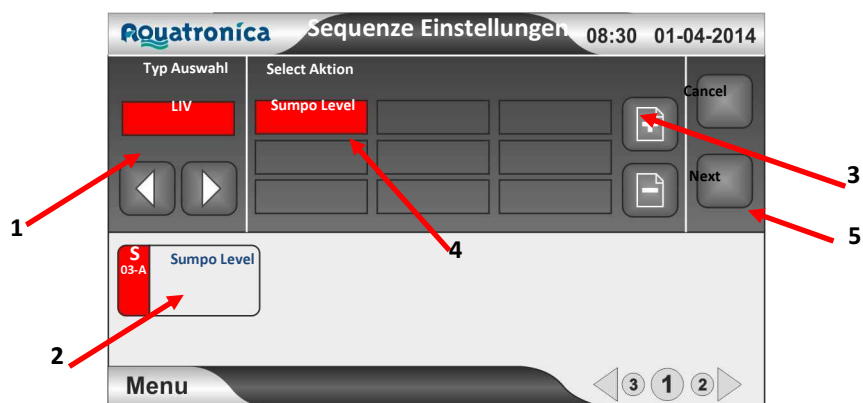 Aquatronica Sequenze Einstellungen 08:30 01-04-2014
Typ Auswahl Select Aktion
Cancel
LIV Sumpo Level
3
Next
1
5
4
S
03-A
Sumpo Level
2
Menu 3 1 2